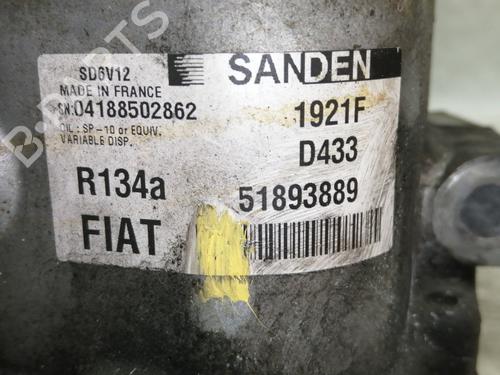 SD6V12
MADE IN FRANCE
SN:04188502862
OIL : SP-10 or EQUIV.
VARIABLE DISP.
R134a
FIAT
SANDEN
1921F
D433
51893889
B-PARTS